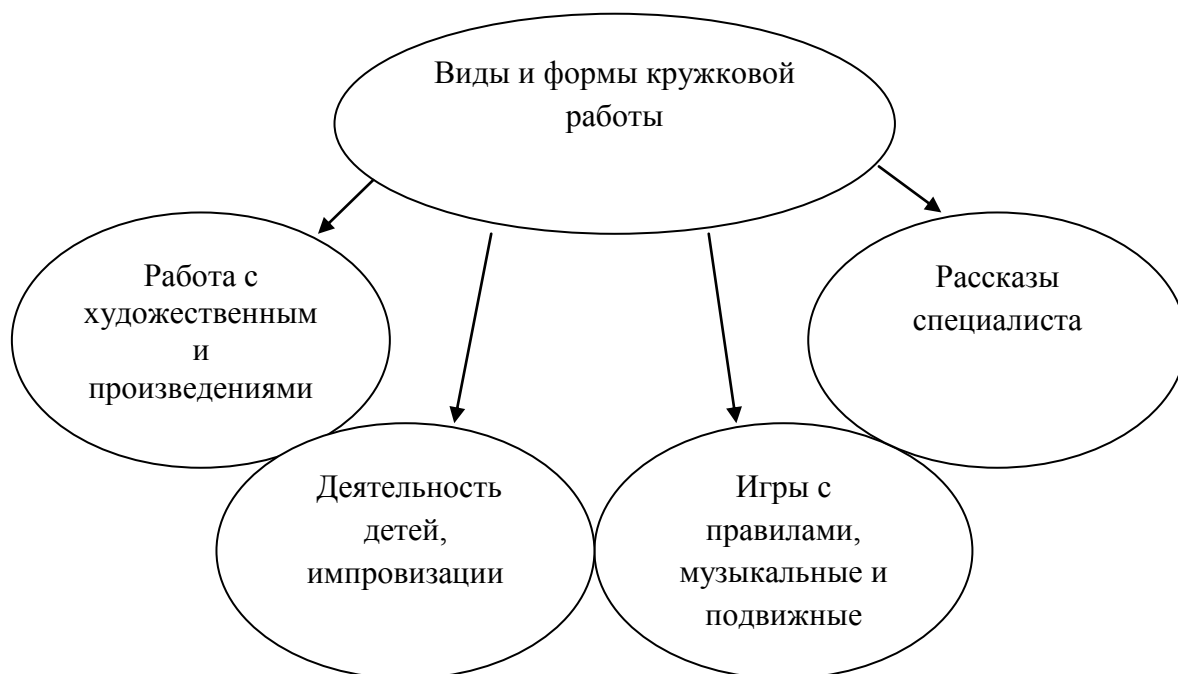 Виды и формы кружковой
работы
Работа с
художественным
и
произведениями
Рассказы
специалиста
Деятельность
детей,
импровизации
Игры с
правилами,
музыкальные и
подвижные